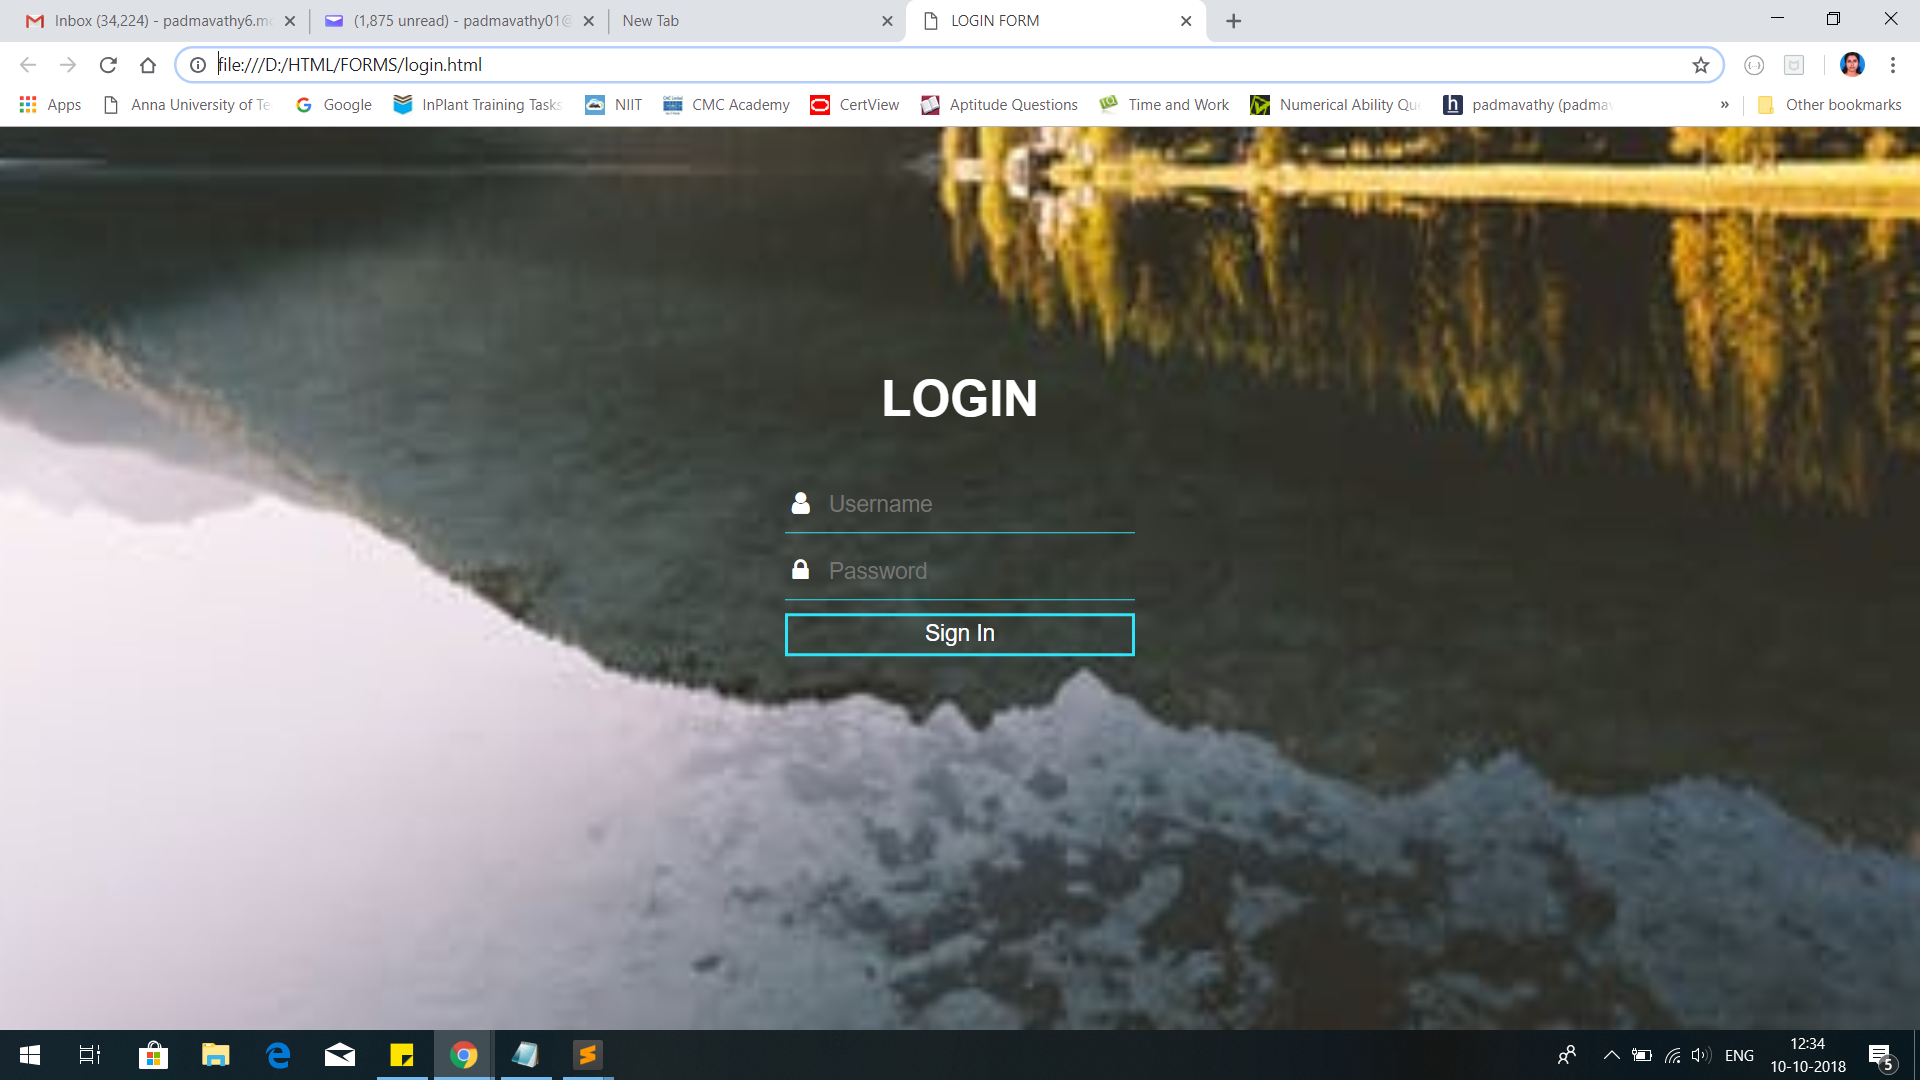 Inbox (34,224) - padmavathy6.mc
(1,875 unread) - padmavathy01@
New Tab
LOGIN FORM
file:///D:/HTML/FORMS/login.html
Apps
Anna University of Te
Google
InPlant Training Tasks
NIIT
CMC Academy
CertView
Aptitude Questions
Time and Work
Numerical Ability Qu
padmavathy (padmav
»
Other bookmarks
LOGIN
Username
Password
Sign In
ENG
12:34
10-10-2018
5